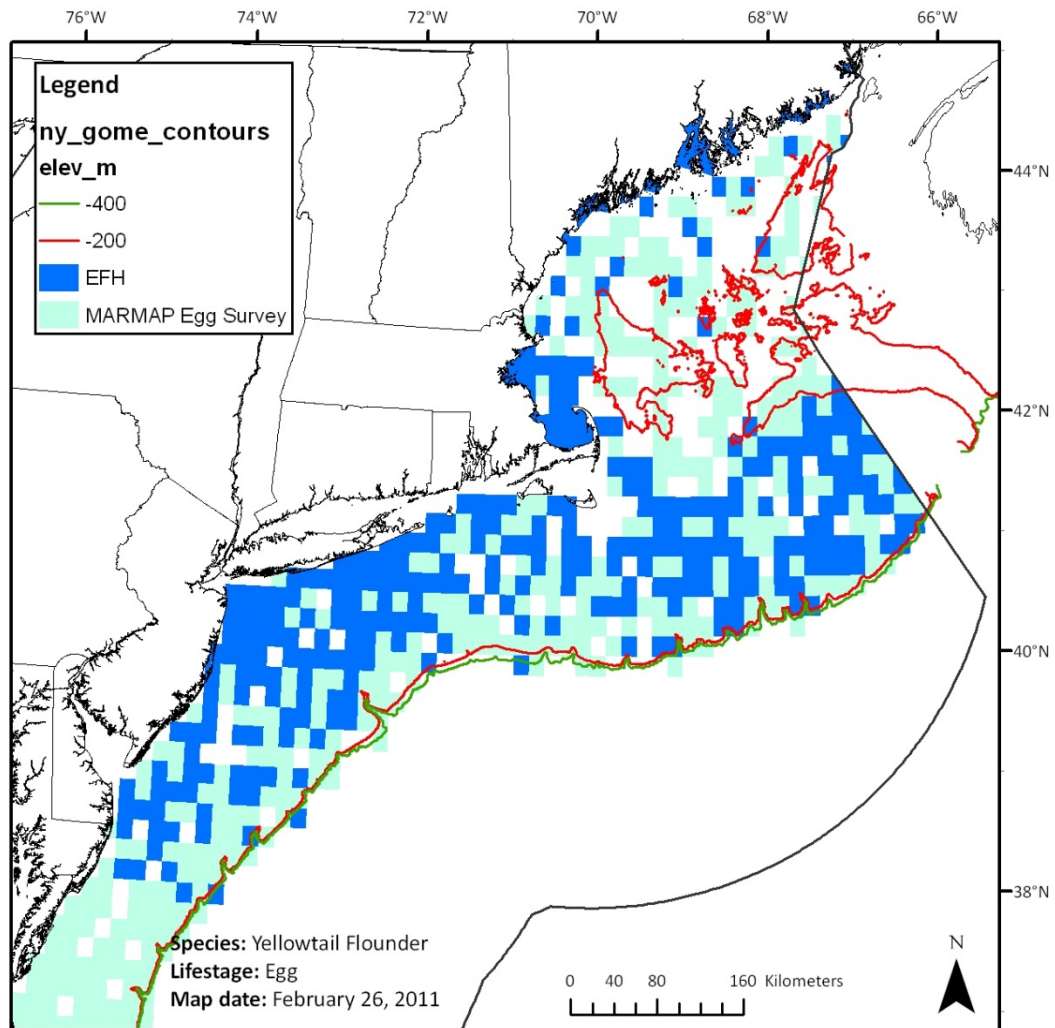 76°W 74°W 72°W 70°W 68°W 66°W
Legend
ny_gome_contours
elev_m
-400
-200
EFH
MARMAP Egg Survey
44°N
42°N
40°N
38°N
Species: Yellowtail Flounder
Lifestage: Egg
Map date: February 26, 2011
0 40 80 160 Kilometers
N